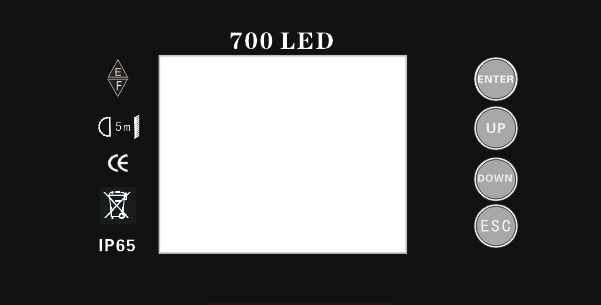 700 LED
E
F
5m
CE
IP65
ENTER
UP
DOWN
ESC